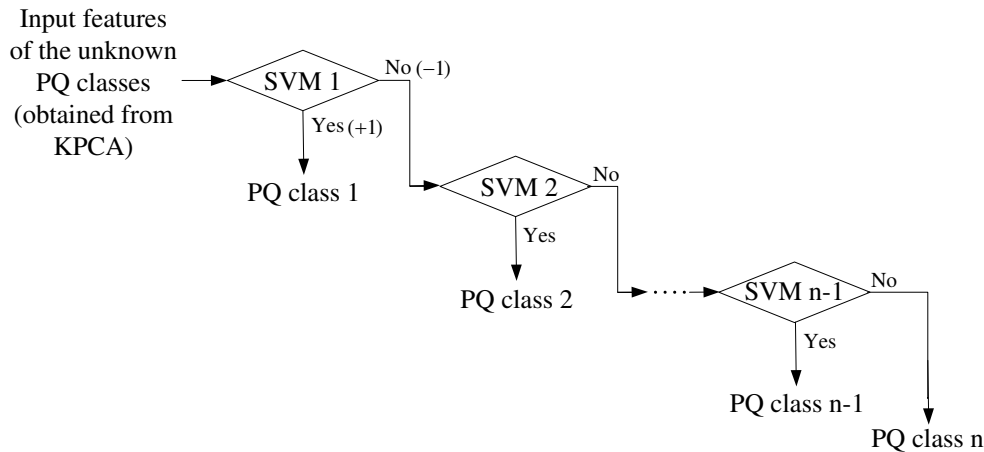 Input features
of the unknown
PQ classes
(obtained from
KPCA)
SVM 1
No (−1)
Yes (+1)
PQ class 1
SVM 2
No
Yes
PQ class 2
....
SVM n-1
No
Yes
PQ class n-1
PQ class n